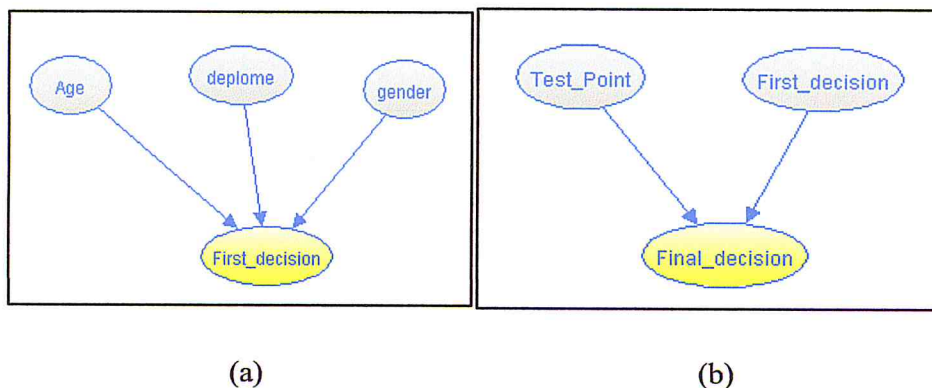 Age
deplome
gender
First_decision
Test_Point
First_decision
Final_decision
(a)
(b)